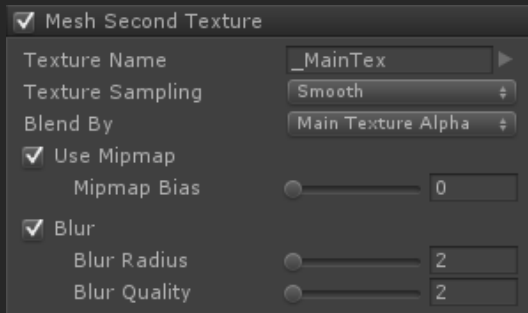 Mesh Second Texture
Texture Name _MainTex
Texture Sampling Smooth
Blend By Main Texture Alpha
Use Mipmap
Mipmap Bias 0
Blur
Blur Radius 2
Blur Quality 2